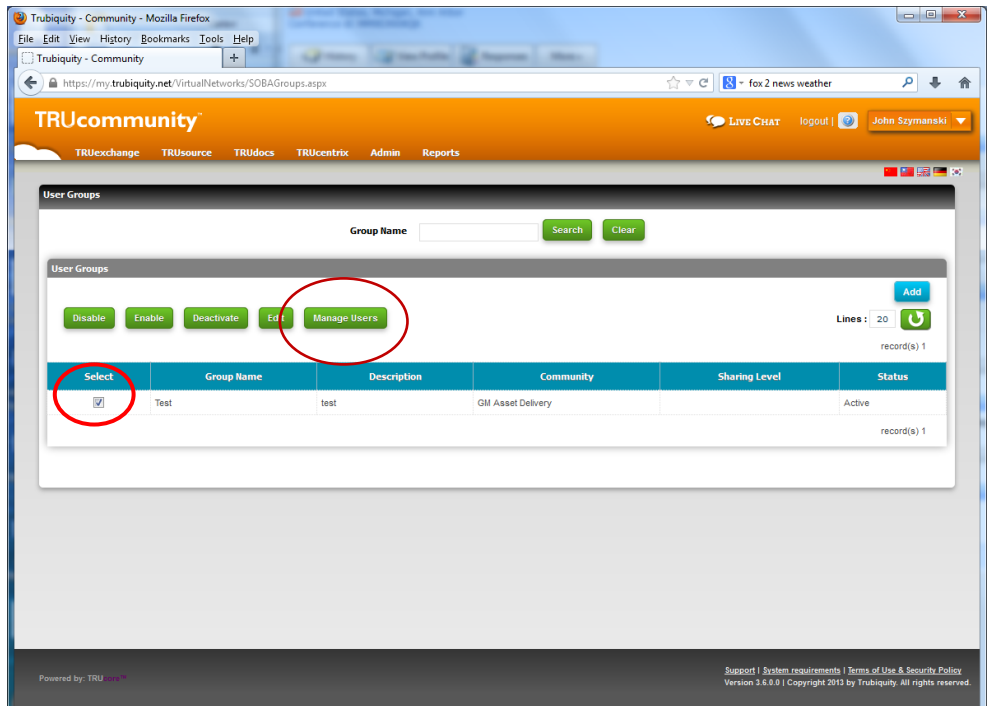 Trubiquity - Community - Mozilla Firefox
File Edit View History Bookmarks Tools Help
Trubiquity - Community +
https://my.trubiquity.net/VirtualNetworks/SOBAGroups.aspx fox 2 news weather
TRUcommunity™ LIVE CHAT logout | John Szymanski
TRUexchange TRUsource TRUdocs TRUcentrix Admin Reports
User Groups
Group Name Search Clear
User Groups
Add
Disable Enable Deactivate Edit Manage Users Lines : 20
record(s) 1
Select Group Name Description Community Sharing Level Status
Test test GM Asset Delivery Active
record(s) 1
Support | System requirements | Terms of Use & Security Policy
Powered by: TRUcore™ Version 3.6.0.0 | Copyright 2013 by Trubiquity. All rights reserved.